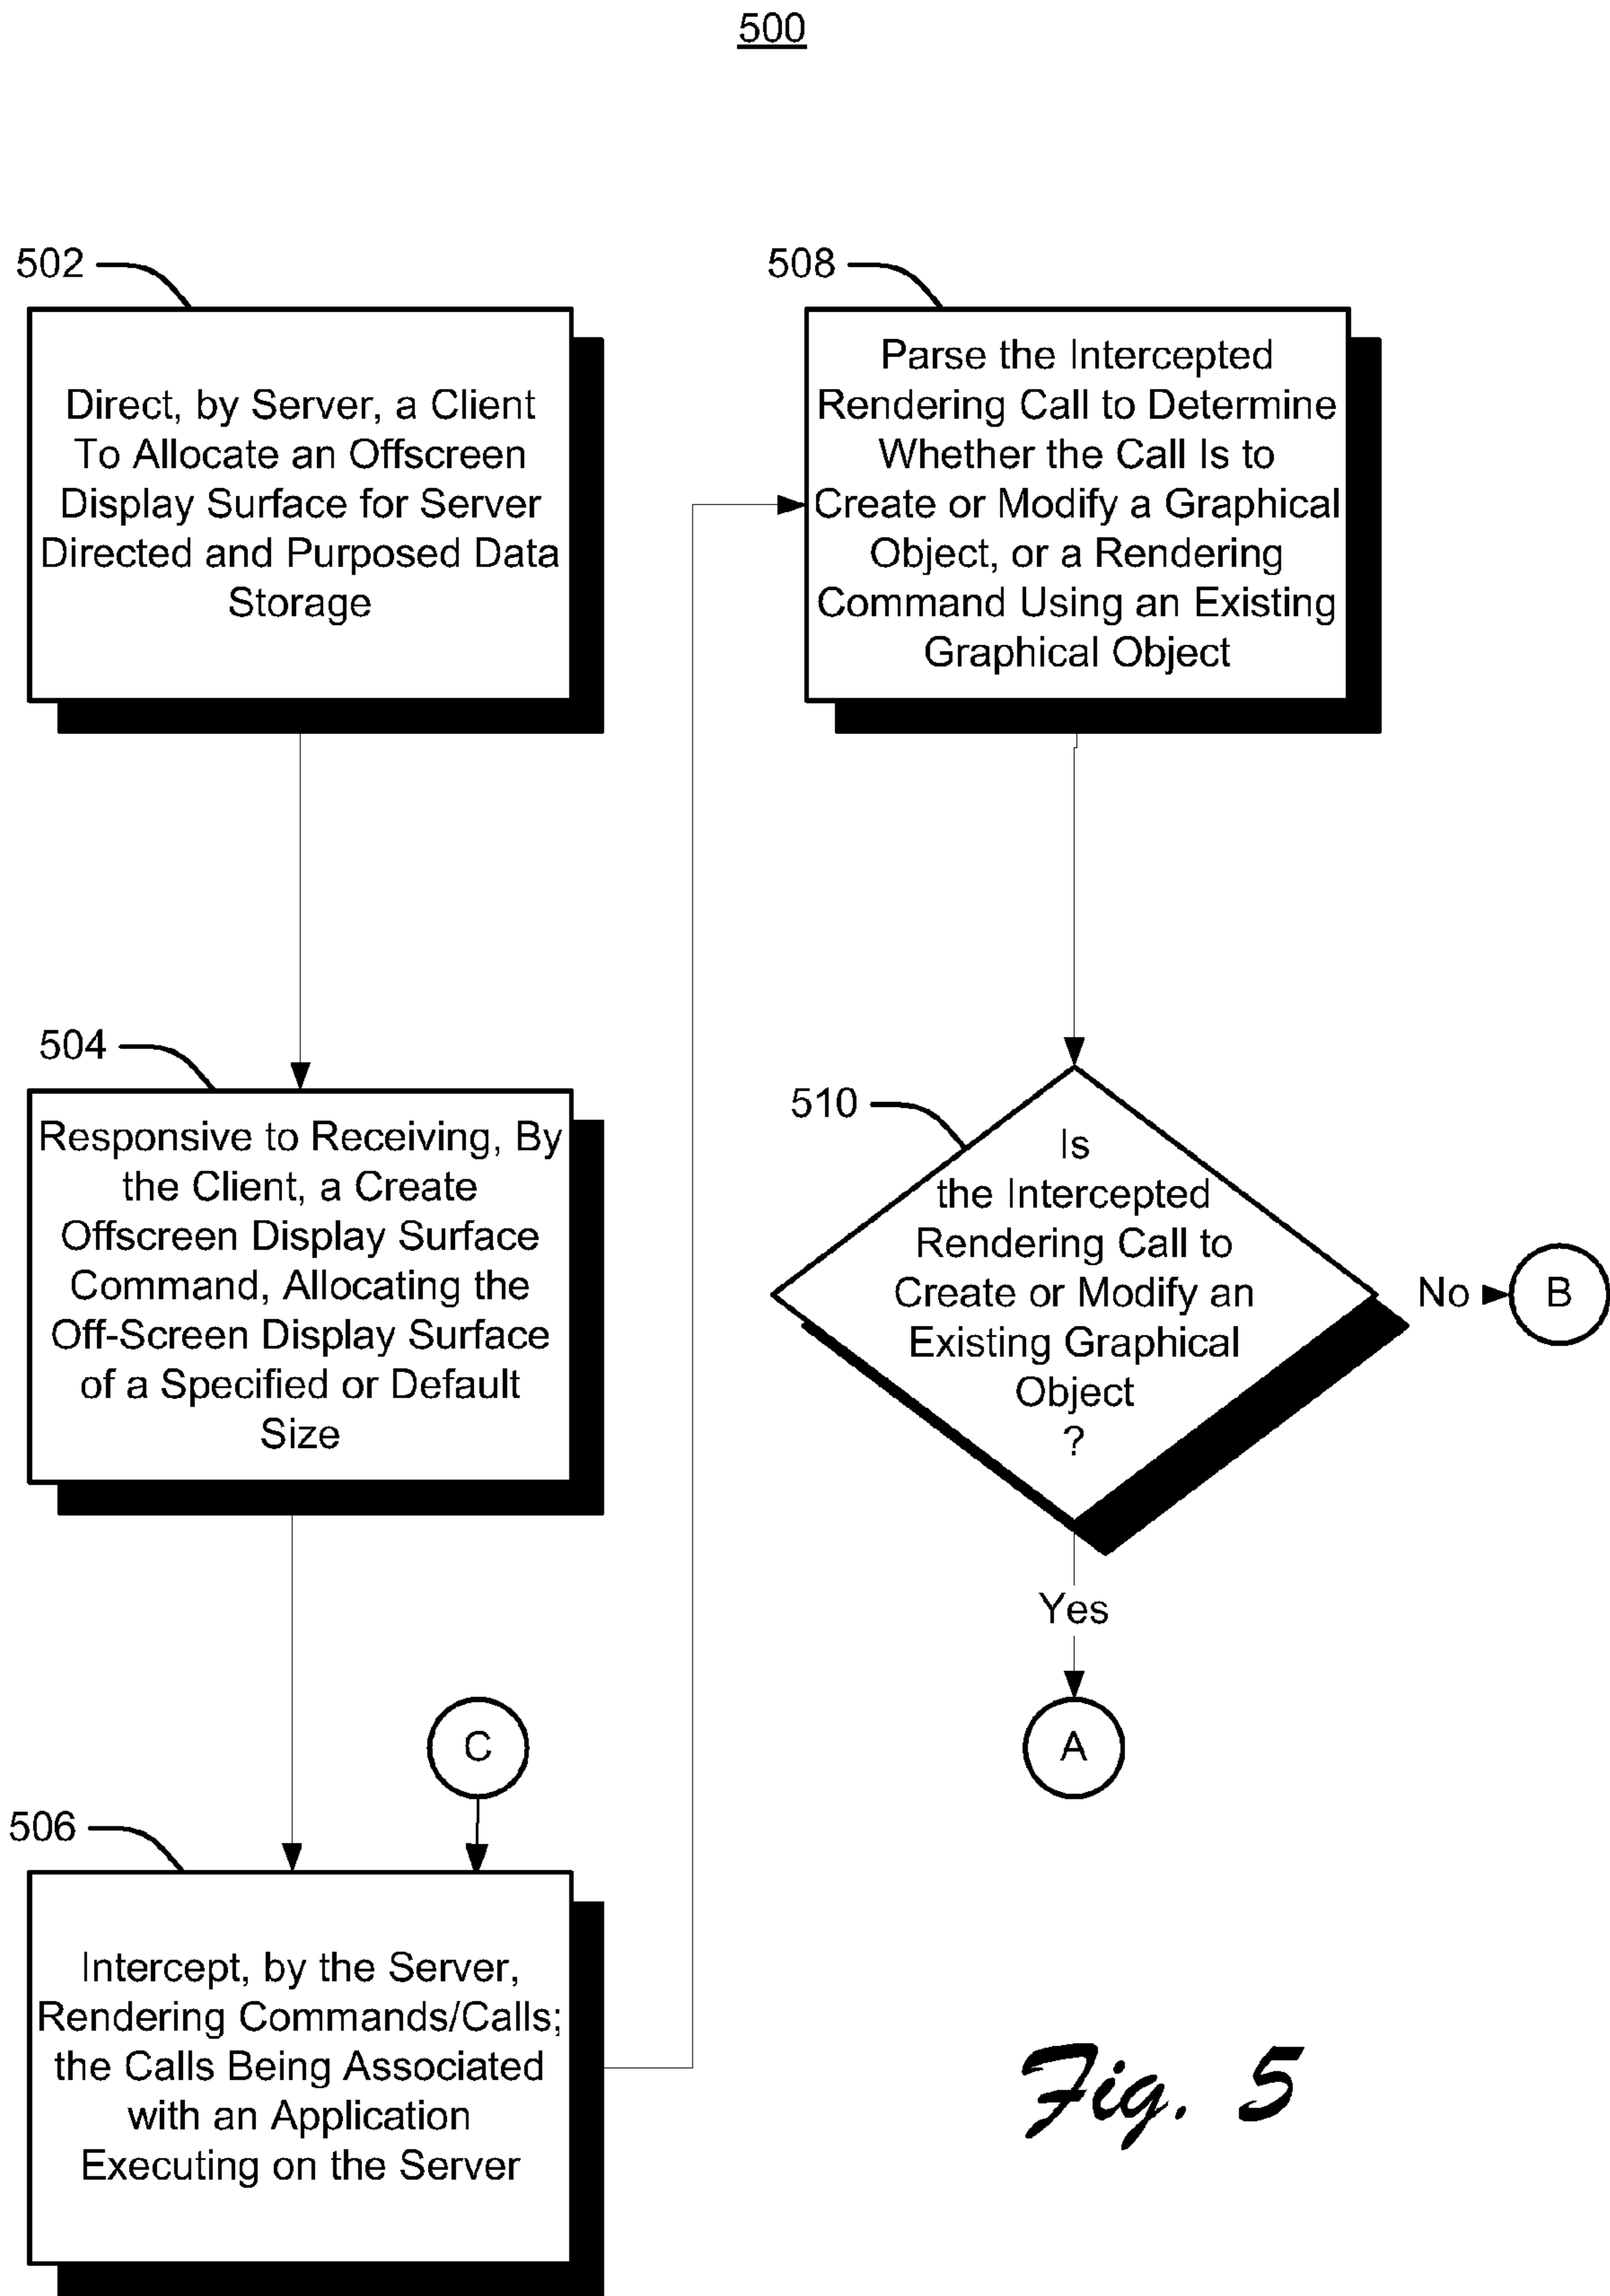 500
502
Direct, by Server, a Client
To Allocate an Offscreen
Display Surface for Server
Directed and Purposed Data
Storage
504
Responsive to Receiving, By
the Client, a Create
Offscreen Display Surface
Command, Allocating the
Off-Screen Display Surface
of a Specified or Default
Size
C
506
Intercept, by the Server,
Rendering Commands/Calls;
the Calls Being Associated
with an Application
Executing on the Server
508
Parse the Intercepted
Rendering Call to Determine
Whether the Call Is to
Create or Modify a Graphical
Object, or a Rendering
Command Using an Existing
Graphical Object
510
Is
the Intercepted
Rendering Call to
Create or Modify an
Existing Graphical
Object
?
No
B
Yes
A
Fig. 5